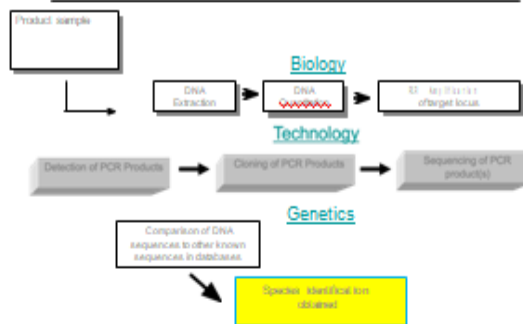 Product sample
Biology
DNA
Extraction
DNA
of target locus
Technology
Detection of PCR Products
Cloning of PCR Products
Sequencing of PCR
product(s)
Genetics
Comparison of DNA
sequences to other known
sequences in databases
Species identification
obtained